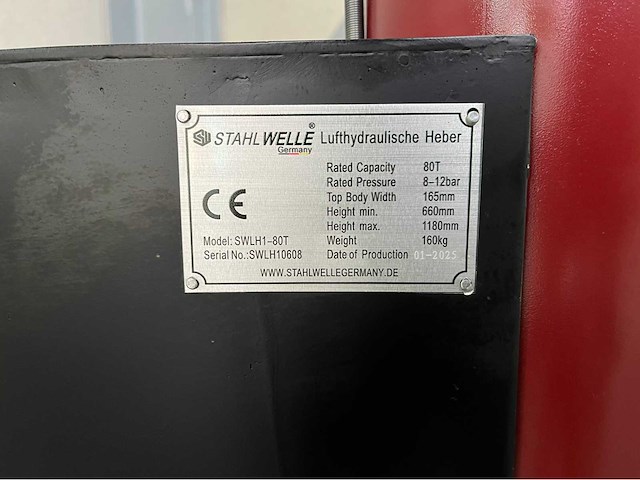 STAHLWELLE® Lufthydraulische Heber
Germany
Rated Capacity 80T
Rated Pressure 8-12bar
Top Body Width 165mm
CE
Height min. 660mm
Height max. 1180mm
Model: SWLH1-80T Weight 160kg
Serial No.:SWLH10608 Date of Production 01-2025
WWW.STAHLWELLEGERMANY.DE